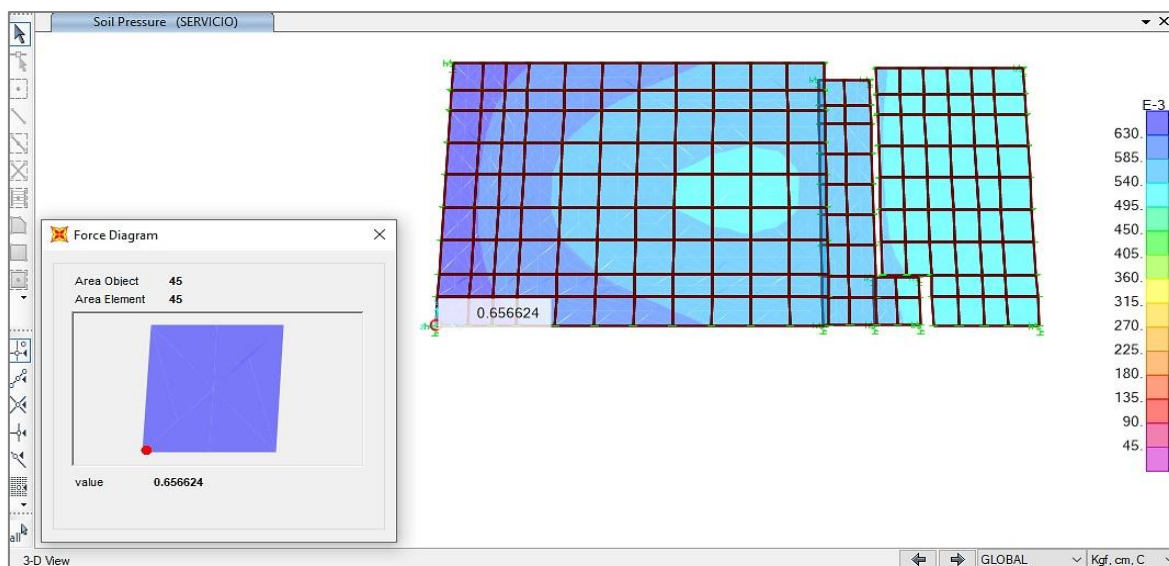 Soil Pressure (SERVICIO)
E-3
630.
585.
540.
495.
450.
405.
360.
315.
270.
225.
180.
135.
90.
45.
0.656624
Force Diagram
Area Object 45
Area Element 45
value 0.656624
all
3-D View
GLOBAL
Kgf, cm, C